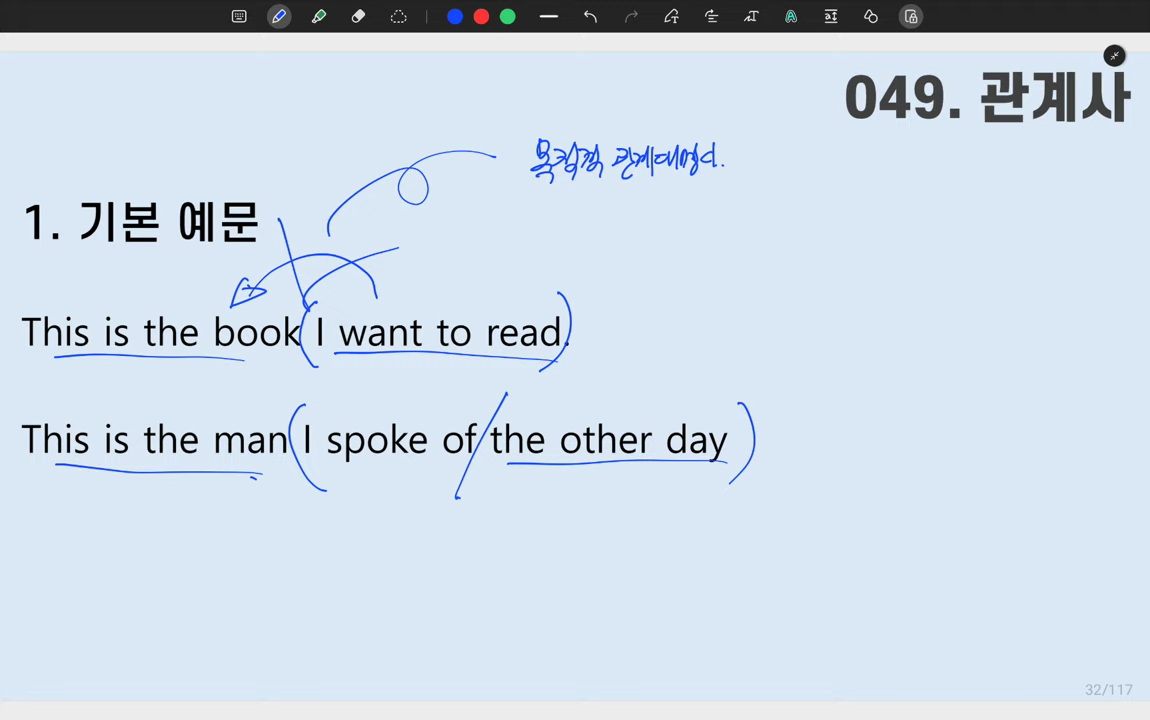 049. 관계사
목적격 관계대명사.
1. 기본 예문
This is the book (I want to read.)
This is the man (I spoke of / the other day)
32/117